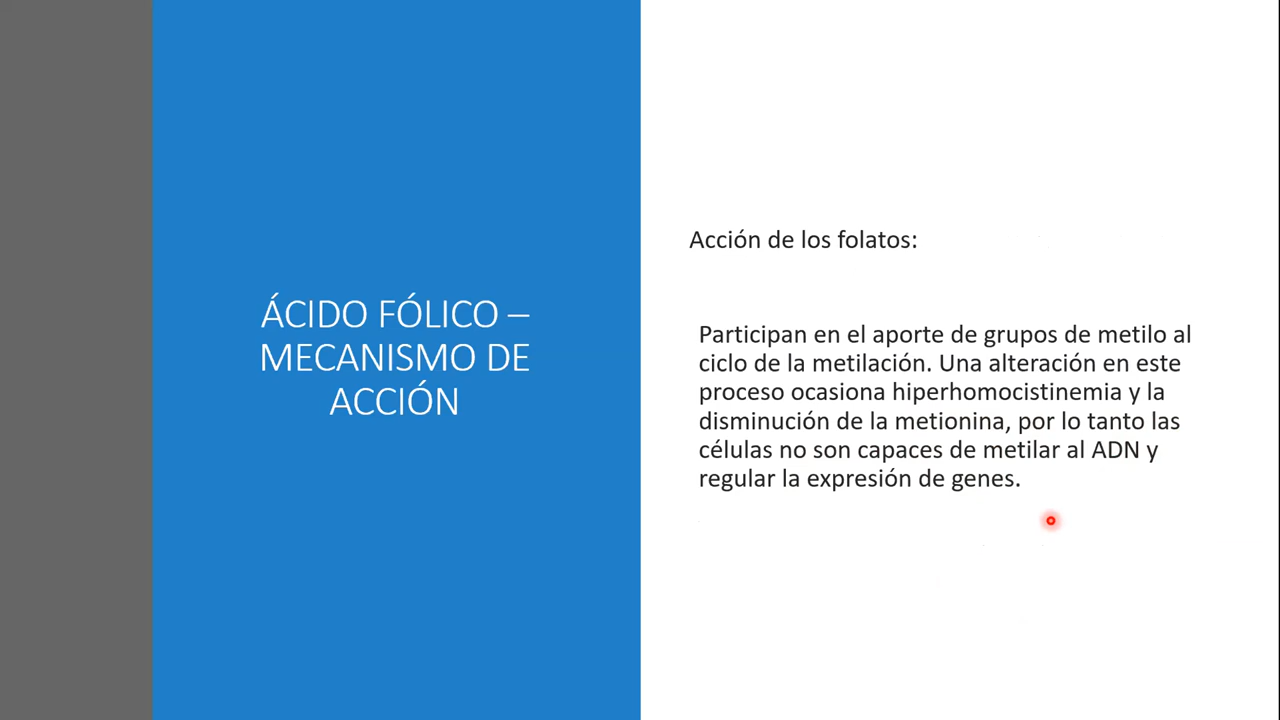 ÁCIDO FÓLICO –
MECANISMO DE
ACCIÓN
Acción de los folatos:
Participan en el aporte de grupos de metilo al
ciclo de la metilación. Una alteración en este
proceso ocasiona hiperhomocistinemia y la
disminución de la metionina, por lo tanto las
células no son capaces de metilar al ADN y
regular la expresión de genes.